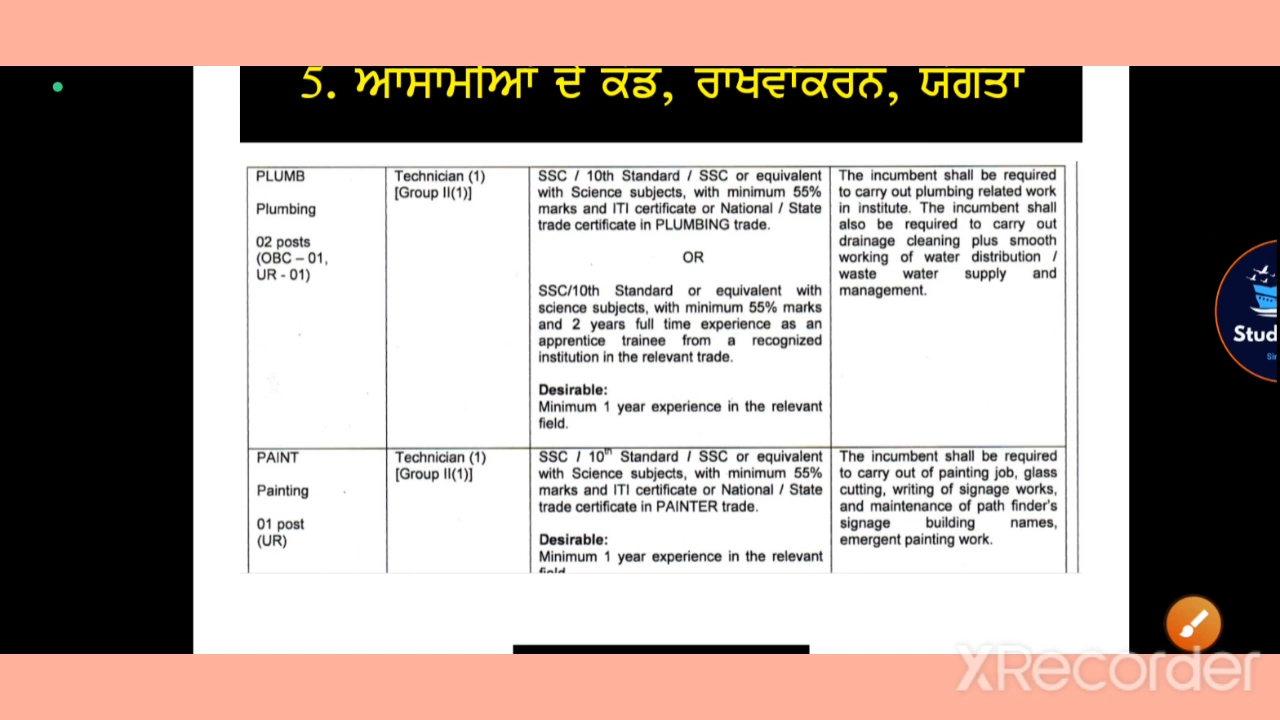 5. ਆਸਾਮੀਆਂ ਦੇ ਕੋਡ, ਰਾਖਵਾਂਕਰਨ, ਯੋਗਤਾ
PLUMB
Plumbing
02 posts
(OBC – 01,
UR - 01)
Technician (1)
[Group II(1)]
SSC / 10th Standard / SSC or equivalent
with Science subjects, with minimum 55%
marks and ITI certificate or National / State
trade certificate in PLUMBING trade.
OR
SSC/10th Standard or equivalent with
science subjects, with minimum 55% marks
and 2 years full time experience as an
apprentice trainee from a recognized
institution in the relevant trade.
Desirable:
Minimum 1 year experience in the relevant
field.
The incumbent shall be required
to carry out plumbing related work
in institute. The incumbent shall
also be required to carry out
drainage cleaning plus smooth
working of water distribution /
waste water supply and
management.
PAINT
Painting
01 post
(UR)
Technician (1)
[Group II(1)]
SSC / 10th Standard / SSC or equivalent
with Science subjects, with minimum 55%
marks and ITI certificate or National / State
trade certificate in PAINTER trade.
Desirable:
Minimum 1 year experience in the relevant
field.
The incumbent shall be required
to carry out of painting job, glass
cutting, writing of signage works,
and maintenance of path finder's
signage building names,
emergent painting work.
Stud
XRecorder